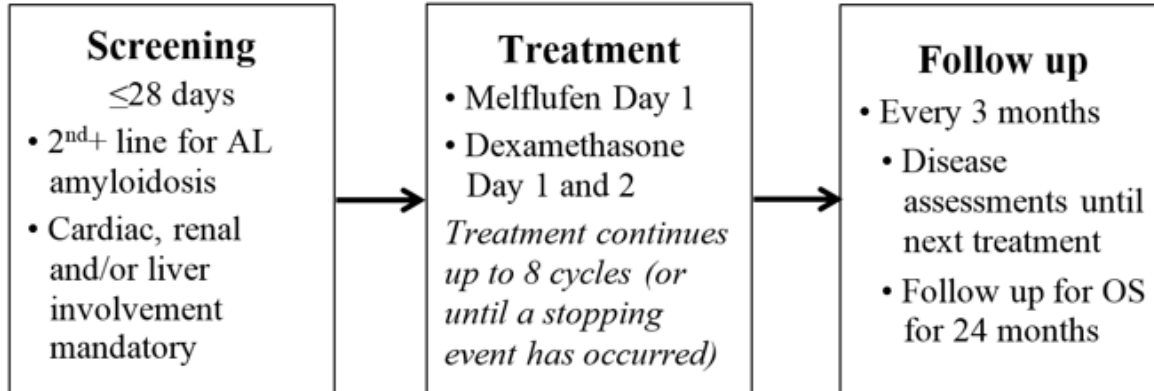 Screening
≤28 days
• 2nd+ line for AL
amyloidosis
• Cardiac, renal
and/or liver
involvement
mandatory
Treatment
• Melflufen Day 1
• Dexamethasone
Day 1 and 2
Treatment continues
up to 8 cycles (or
until a stopping
event has occurred)
Follow up
• Every 3 months
• Disease
assessments until
next treatment
• Follow up for OS
for 24 months